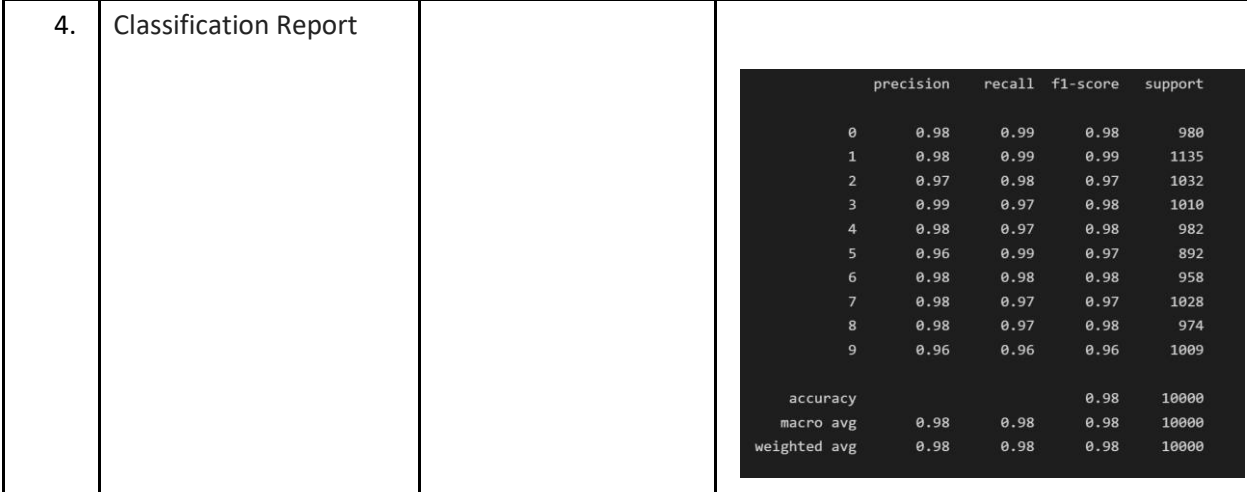 4. Classification Report
precision recall f1-score support
0 0.98 0.99 0.98 980
1 0.98 0.99 0.99 1135
2 0.97 0.98 0.97 1032
3 0.99 0.97 0.98 1010
4 0.98 0.97 0.98 982
5 0.96 0.99 0.97 892
6 0.98 0.98 0.98 958
7 0.98 0.97 0.97 1028
8 0.98 0.97 0.98 974
9 0.96 0.96 0.96 1009
accuracy 0.98 10000
macro avg 0.98 0.98 0.98 10000
weighted avg 0.98 0.98 0.98 10000